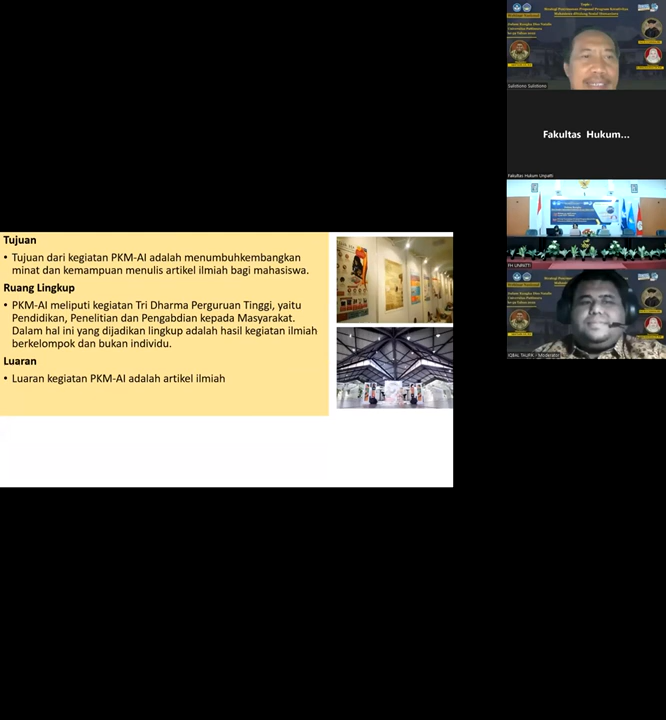 Tujuan
• Tujuan dari kegiatan PKM-AI adalah menumbuhkembangkan
minat dan kemampuan menulis artikel ilmiah bagi mahasiswa.
Ruang Lingkup
• PKM-AI meliputi kegiatan Tri Dharma Perguruan Tinggi, yaitu
Pendidikan, Penelitian dan Pengabdian kepada Masyarakat.
Dalam hal ini yang dijadikan lingkup adalah hasil kegiatan ilmiah
berkelompok dan bukan individu.
Luaran
• Luaran kegiatan PKM-AI adalah artikel ilmiah
Topic :
Universitas Pattimura
Fakultas Hukum...
Fakultas Hukum Unpatti
FH UNPATTI
IQBAL TAUFIK - Moderator